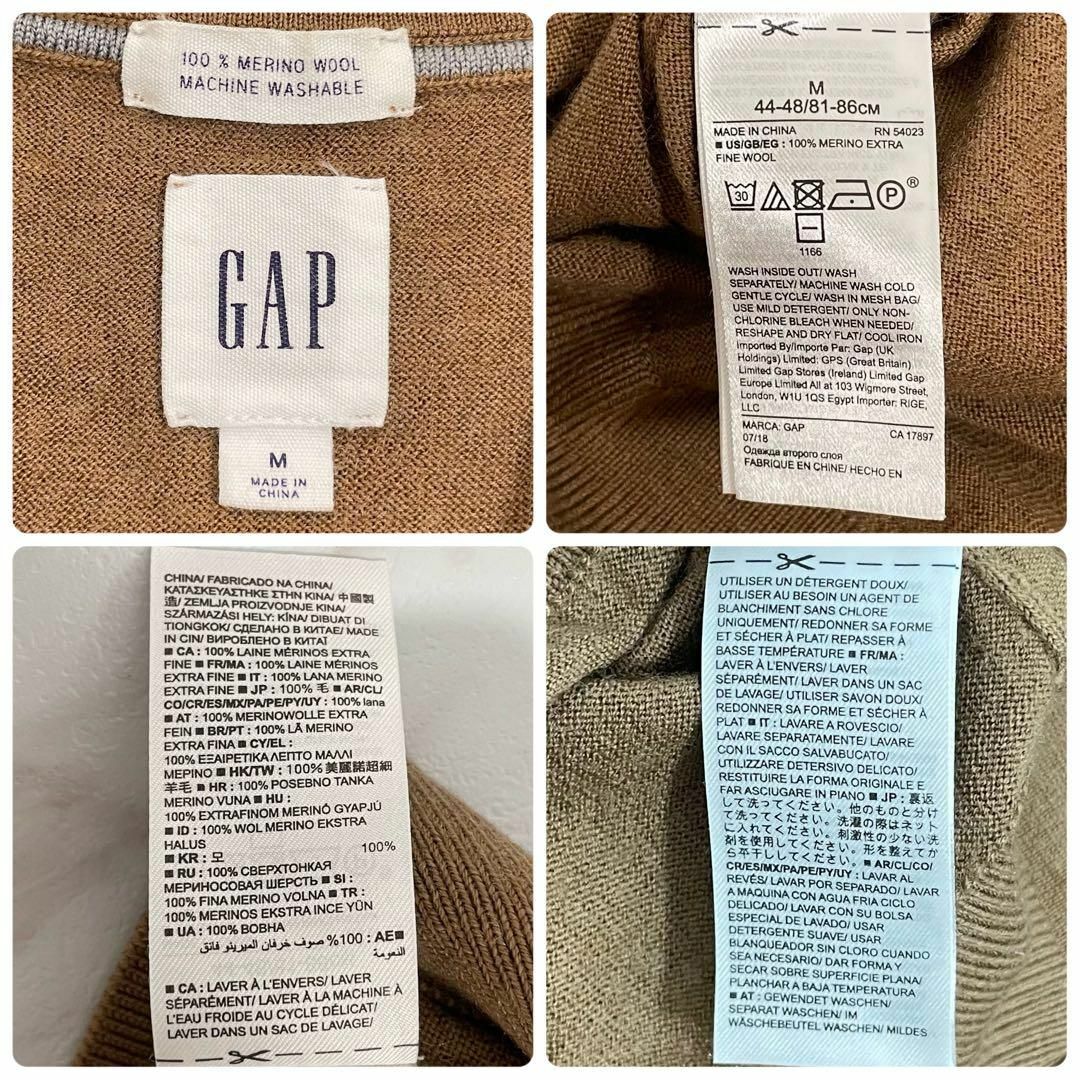 100 % MERINO WOOL
MACHINE WASHABLE
GAP
M
MADE IN
CHINA
M
44-48/81-86CM
MADE IN CHINA RN 54023
■ US/GB/EG : 100% MERINO EXTRA
FINE WOOL
30
P
®
1166
WASH INSIDE OUT/ WASH
SEPARATELY/ MACHINE WASH COLD
GENTLE CYCLE/ WASH IN MESH BAG/
USE MILD DETERGENT/ ONLY NON-
CHLORINE BLEACH WHEN NEEDED/
RESHAPE AND DRY FLAT/ COOL IRON
Imported By/Importe Par: Gap (UK
Holdings) Limited: GPS (Great Britain)
Limited Gap Stores (Ireland) Limited Gap
Europe Limited All at 103 Wigmore Street,
London, W1U 1QS Egypt Importer: RIGE,
LLC
MARCA: GAP CA 17897
07/18
Одежда второго слоя
FABRIQUE EN CHINE/ HECHO EN
CHINA/ FABRICADO NA CHINA/
ΚΑΤΑΣΚΕΥΑΣΤΗΚΕ ΣΤΗΝ ΚΙΝΑ/ 中國製
造/ ZEMLJA PROIZVODNJE KINA/
SZÁRMAZÁSI HELY: KÍNA/ DIBUAT DI
TIONGKOK/ СДЕЛАНО В КИТАЕ/ MADE
IN CIN/ ВИРОБЛЕНО В КИТАЇ
■ CA : 100% LAINE MÉRINOS EXTRA
FINE ■ FR/MA : 100% LAINE MÉRINOS
EXTRA FINE ■ IT : 100% LANA MERINO
EXTRA FINE ■ JP : 100% 毛 ■ AR/CL/
CO/CR/ES/MX/PA/PE/PY/UY : 100% lana
■ AT : 100% MERINOWOLLE EXTRA
FEIN ■ BR/PT : 100% LÃ MERINO
EXTRA FINA ■ CY/EL :
100% ΕΞΑΙΡΕΤΙΚΑ ΛΕΠΤΟ ΜΑΛΛΙ
ΜΕΡΙΝΟ ■ HK/TW : 100% 美麗諾超細
羊毛 ■ HR : 100% POSEBNO TANKA
MERINO VUNA ■ HU :
100% EXTRAFINOM MERINÓ GYAPJÚ
■ ID : 100% WOL MERINO EKSTRA
HALUS 100%
■ KR : 모
■ RU : 100% СВЕРХТОНКАЯ
МЕРИНОСОВАЯ ШЕРСТЬ ■ SI :
100% FINA MERINO VOLNA ■ TR :
100% MERINOS EKSTRA INCE YÜN
■ UA : 100% ВОВНА
■ AE: 100% صوف خرفان الميرينو فائق
النعومة
■ CA : LAVER À L'ENVERS/ LAVER
SÉPARÉMENT/ LAVER À LA MACHINE À
L'EAU FROIDE AU CYCLE DÉLICAT/
LAVER DANS UN SAC DE LAVAGE/
UTILISER UN DÉTERGENT DOUX/
UTILISER AU BESOIN UN AGENT DE
BLANCHIMENT SANS CHLORE
UNIQUEMENT/ REDONNER SA FORME
ET SÉCHER À PLAT/ REPASSER À
BASSE TEMPÉRATURE ■ FR/MA :
LAVER À L'ENVERS/ LAVER
SÉPARÉMENT/ LAVER DANS UN SAC
DE LAVAGE/ UTILISER SAVON DOUX/
REDONNER SA FORME ET SÉCHER À
PLAT ■ IT : LAVARE A ROVESCIO/
LAVARE SEPARATAMENTE/ LAVARE
CON IL SACCO SALVABUCATO/
UTILIZZARE DETERSIVO DELICATO/
RESTITUIRE LA FORMA ORIGINALE E
FAR ASCIUGARE IN PIANO ■ JP : 裏返
して洗ってください。他のものと分け
て洗ってください。洗濯の際はネット
に入れてください。刺激性の少ない洗
剤を使用してください。形を整えてか
ら平干ししてください。 ■ AR/CL/CO/
CR/ES/MX/PA/PE/PY/UY : LAVAR AL
REVÉS/ LAVAR POR SEPARADO/ LAVAR
A MAQUINA CON AGUA FRIA CICLO
DELICADO/ LAVAR CON SU BOLSA
ESPECIAL DE LAVADO/ USAR
DETERGENTE SUAVE/ USAR
BLANQUEADOR SIN CLORO CUANDO
SEA NECESARIO/ DAR FORMA Y
SECAR SOBRE SUPERFICIE PLANA/
PLANCHAR A BAJA TEMPERATURA
■ AT : GEWENDET WASCHEN/
SEPARAT WASCHEN/ IM
WÄSCHEBEUTEL WASCHEN/ MILDES